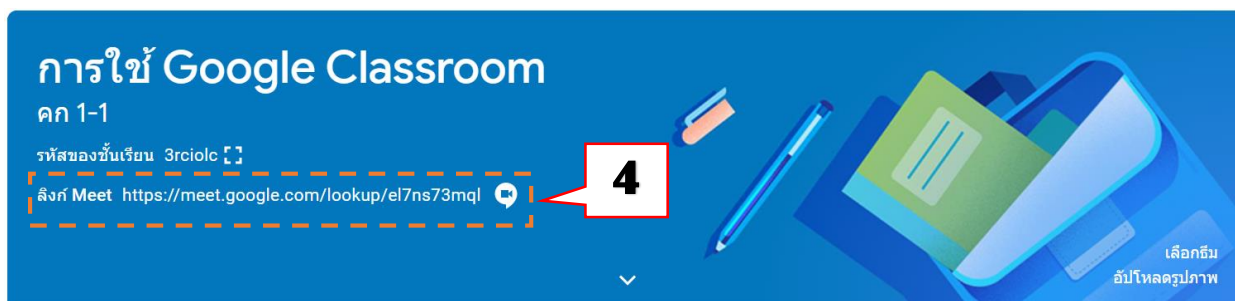 การใช้ Google Classroom
คก 1-1
รหัสของชั้นเรียน 3rciolc
ลิงก์ Meet https://meet.google.com/lookup/el7ns73mql
4
เลือกธีม
อัปโหลดรูปภาพ